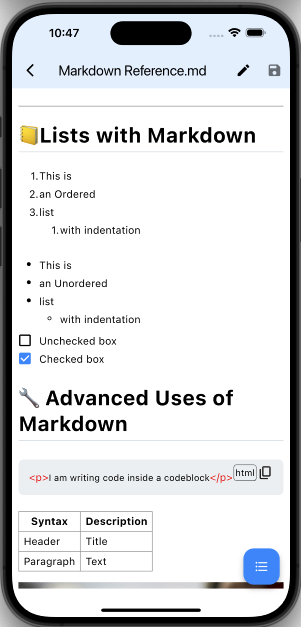 10:47
Markdown Reference.md
📒Lists with Markdown
1.This is
2.an Ordered
3.list
1.with indentation
• This is
• an Unordered
• list
◦ with indentation
Unchecked box
Checked box
🔧 Advanced Uses of
Markdown
<p>I am writing code inside a codeblock</p> html
Syntax Description
Header Title
Paragraph Text